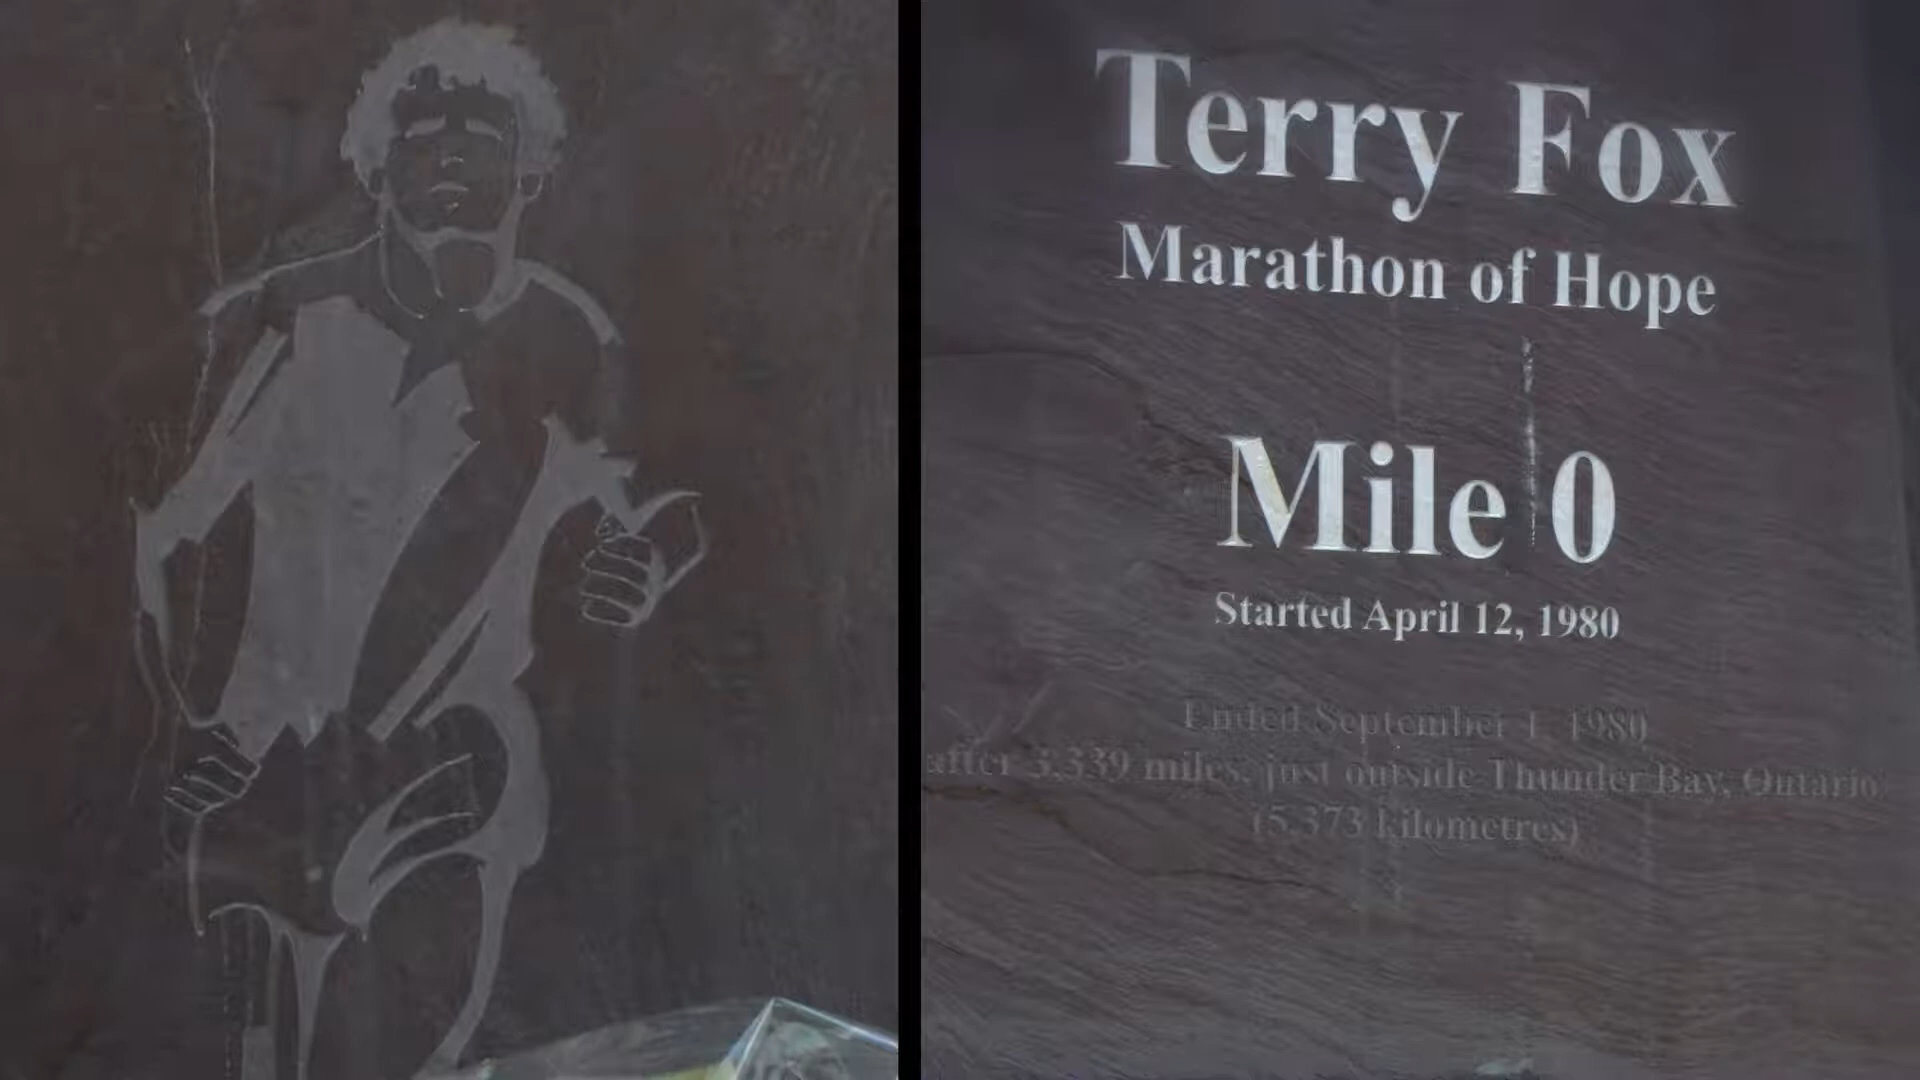 Terry Fox
Marathon of Hope
Mile 0
Started April 12, 1980
Ended September 1, 1980
after 3,339 miles, just outside Thunder Bay, Ontario
(5,373 kilometres)